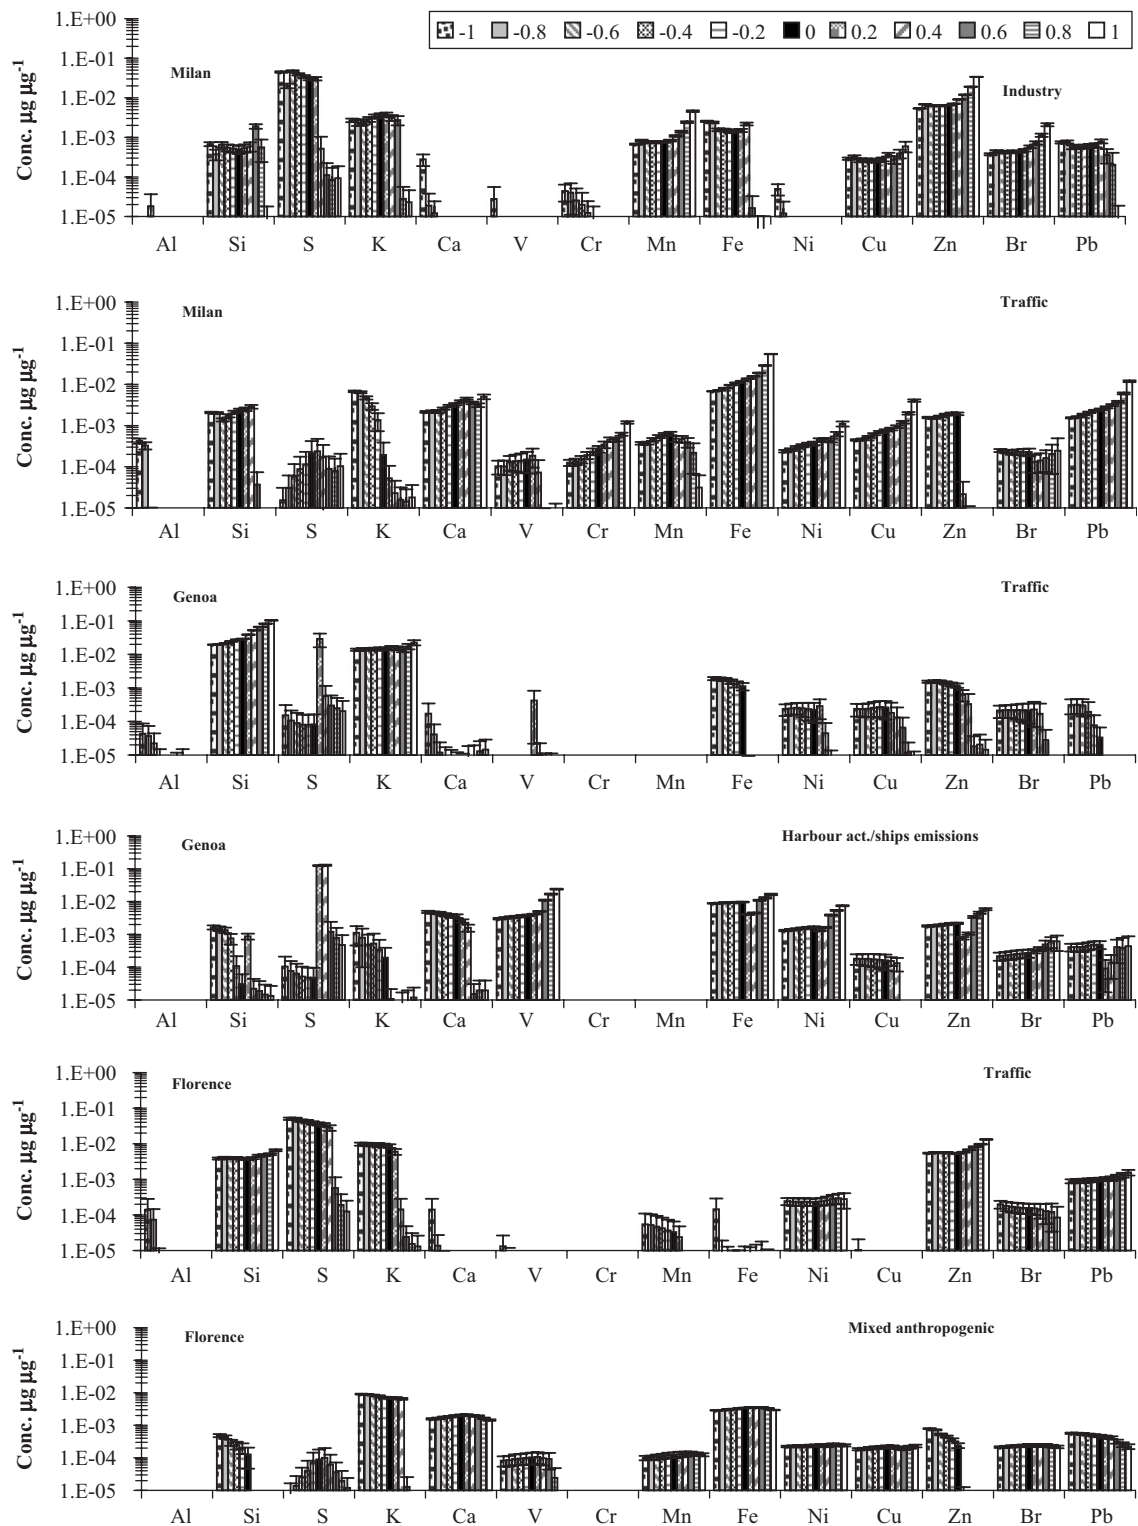 1.E+00
-1 -0.8 -0.6 -0.4 -0.2 0 0.2 0.4 0.6 0.8 1
1.E-01
Milan
Industry
1.E-02
1.E-03
1.E-04
1.E-05
Conc. µg µg-1
Al Si S K Ca V Cr Mn Fe Ni Cu Zn Br Pb
1.E+00
Milan
Traffic
1.E-01
1.E-02
1.E-03
1.E-04
1.E-05
Conc. µg µg-1
Al Si S K Ca V Cr Mn Fe Ni Cu Zn Br Pb
1.E+00
Genoa
Traffic
1.E-01
1.E-02
1.E-03
1.E-04
1.E-05
Conc. µg µg-1
Al Si S K Ca V Cr Mn Fe Ni Cu Zn Br Pb
1.E+00
Genoa
Harbour act./ships emissions
1.E-01
1.E-02
1.E-03
1.E-04
1.E-05
Conc. µg µg-1
Al Si S K Ca V Cr Mn Fe Ni Cu Zn Br Pb
1.E+00
Florence
Traffic
1.E-01
1.E-02
1.E-03
1.E-04
1.E-05
Conc. µg µg-1
Al Si S K Ca V Cr Mn Fe Ni Cu Zn Br Pb
1.E+00
Florence
Mixed anthropogenic
1.E-01
1.E-02
1.E-03
1.E-04
1.E-05
Conc. µg µg-1
Al Si S K Ca V Cr Mn Fe Ni Cu Zn Br Pb